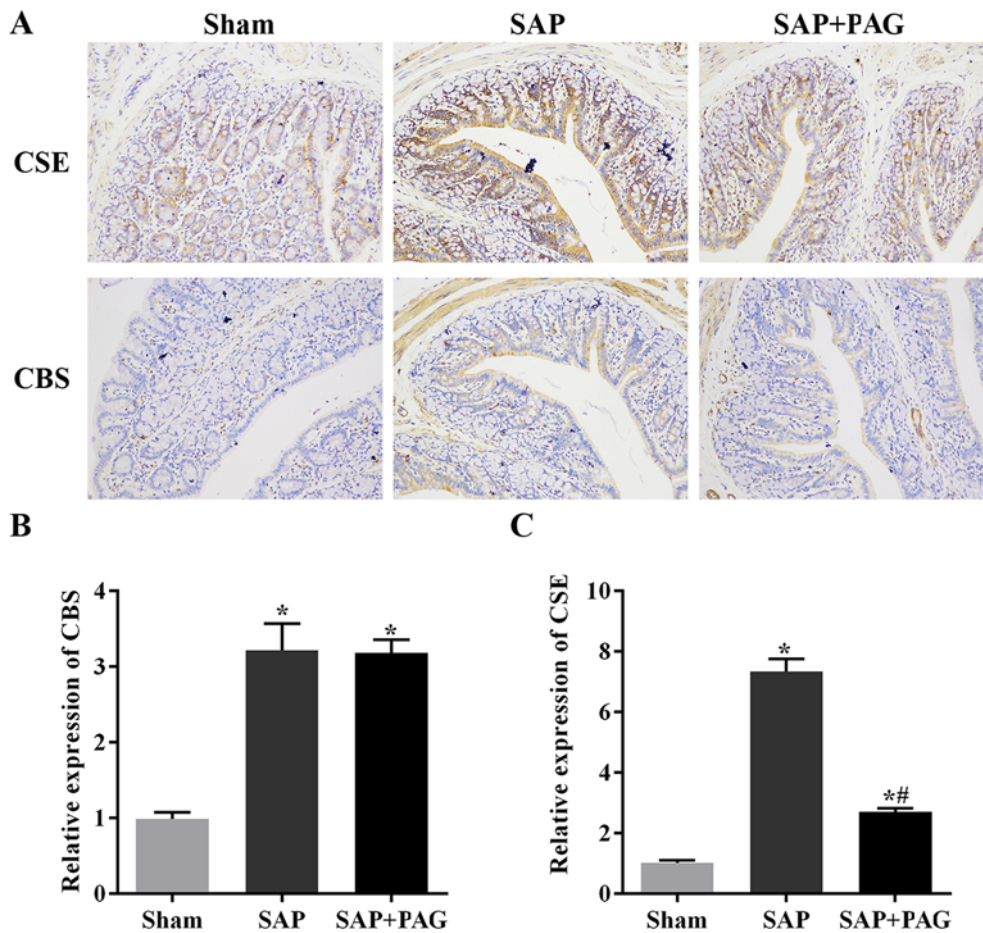 A
Sham SAP SAP+PAG
CSE
CBS
B
Relative expression of CBS
4
3
2
1
0
*
*
Sham SAP SAP+PAG
C
Relative expression of CSE
10
8
6
4
2
0
*
*#
Sham SAP SAP+PAG